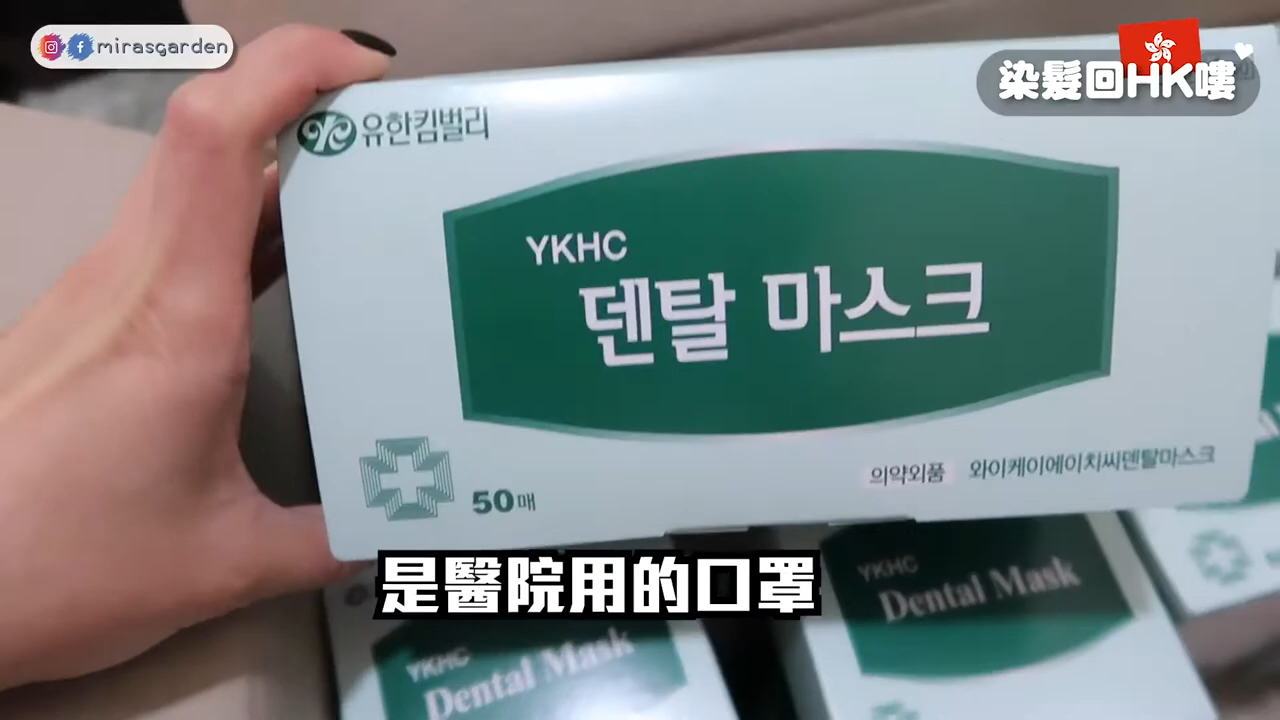 mirasgarden
染髮回HK嘍
유한킴벌리
YKHC
덴탈 마스크
50매
의약외품 와이케이에이치씨덴탈마스크
是醫院用的口罩
YKHC
Dental Mask
YKHC
Dental Mask